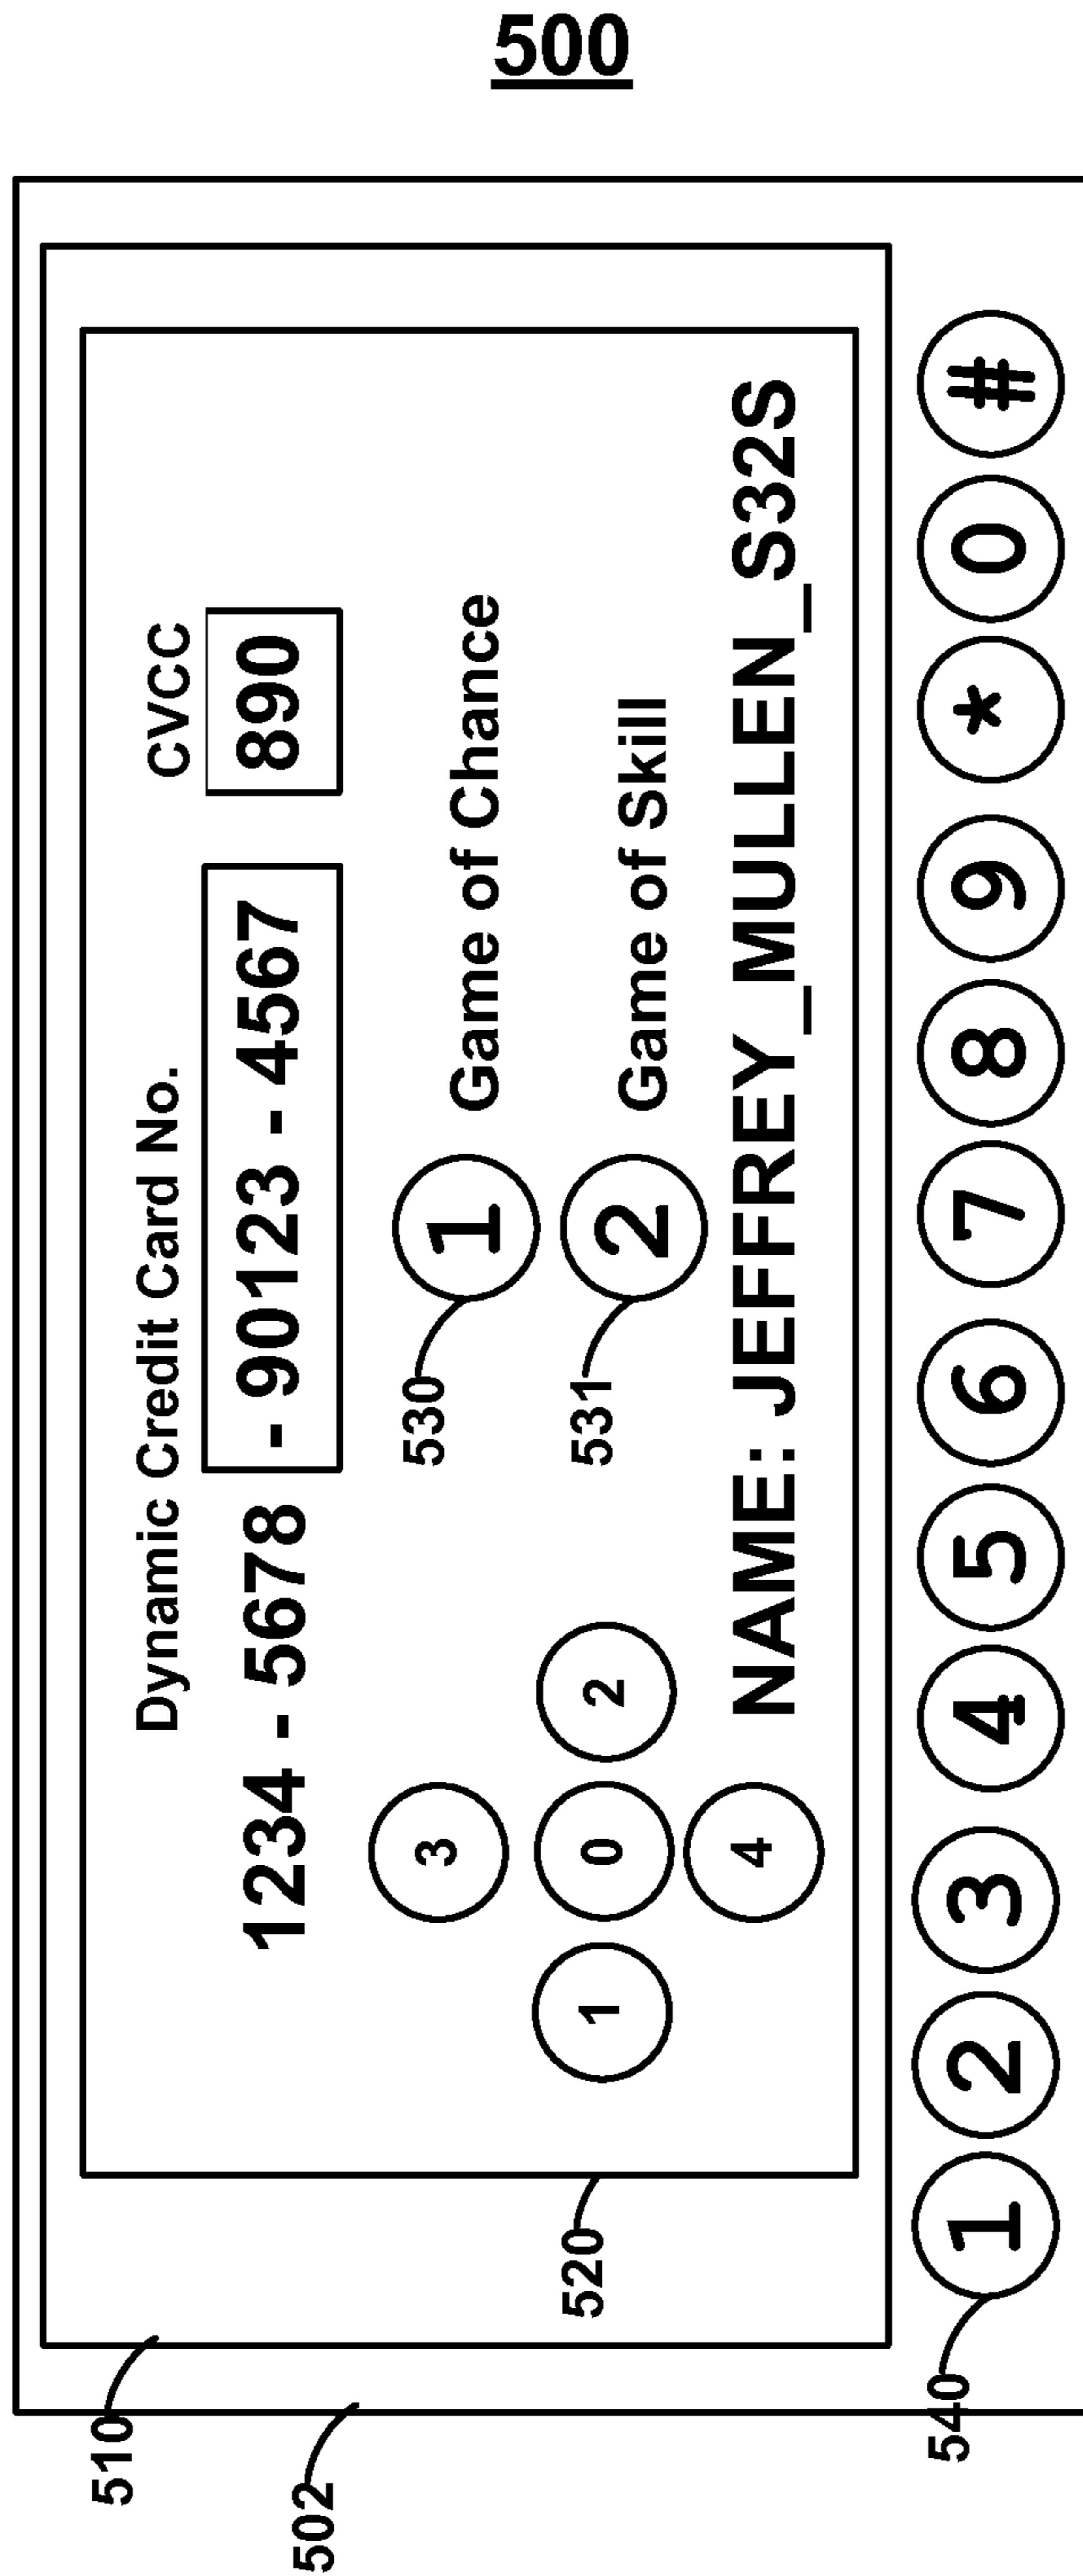 500
Dynamic Credit Card No.
CVCC
1234 - 5678 - 90123 - 4567
890
3
530
1 Game of Chance
1 0 2
531
2 Game of Skill
4
NAME: JEFFREY_MULLEN_S32S
1 2 3 4 5 6 7 8 9 * 0 #
510
502
520
540